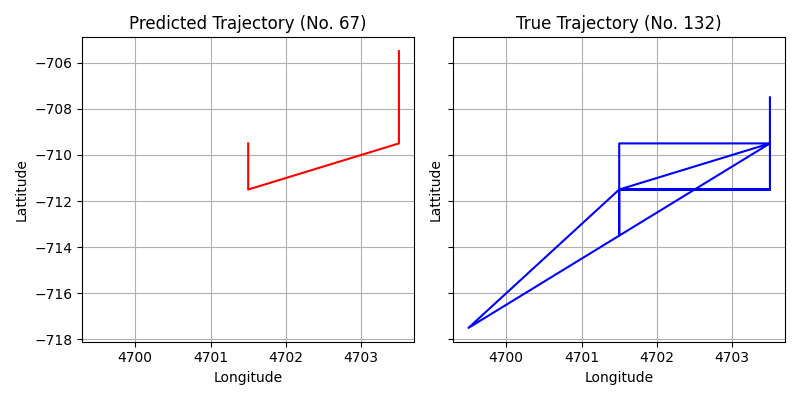 Predicted Trajectory (No. 67)
True Trajectory (No. 132)
−706
−708
−710
−712
−714
−716
−718
Lattitude
Lattitude
4700
4701
4702
4703
4700
4701
4702
4703
Longitude
Longitude